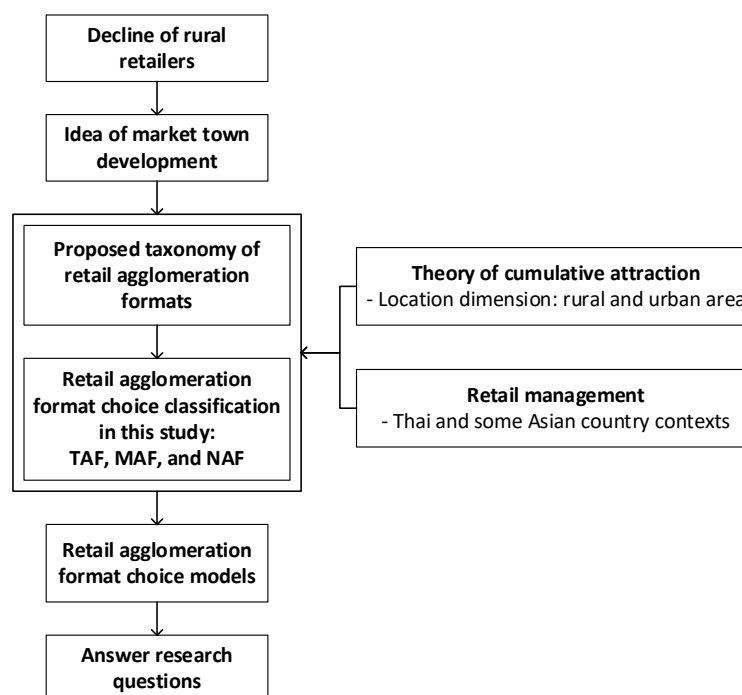 Decline of rural
retailers
Idea of market town
development
Proposed taxonomy of
retail agglomeration
formats
Retail agglomeration
format choice classification
in this study:
TAF, MAF, and NAF
Theory of cumulative attraction
- Location dimension: rural and urban area
Retail management
- Thai and some Asian country contexts
Retail agglomeration
format choice models
Answer research
questions